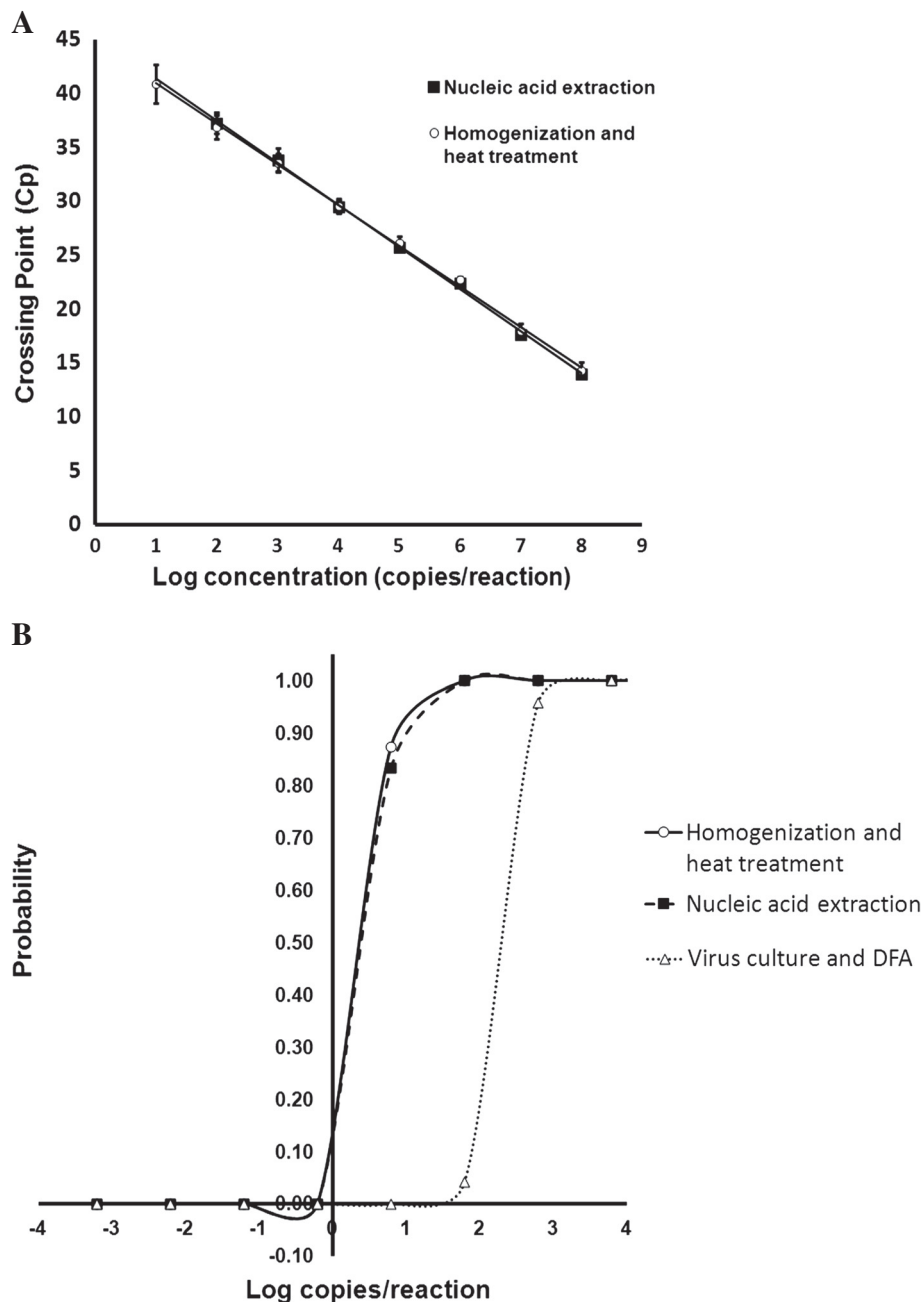 A
45
40
35
30
25
20
15
10
5
0
Crossing Point (Cp)
Nucleic acid extraction
Homogenization and
heat treatment
0 1 2 3 4 5 6 7 8 9
Log concentration (copies/reaction)
B
1.00
0.90
0.80
0.70
0.60
0.50
0.40
0.30
0.20
0.10
0.00
-0.10
Probability
Homogenization and
heat treatment
Nucleic acid extraction
Virus culture and DFA
-4 -3 -2 -1 0 1 2 3 4
Log copies/reaction